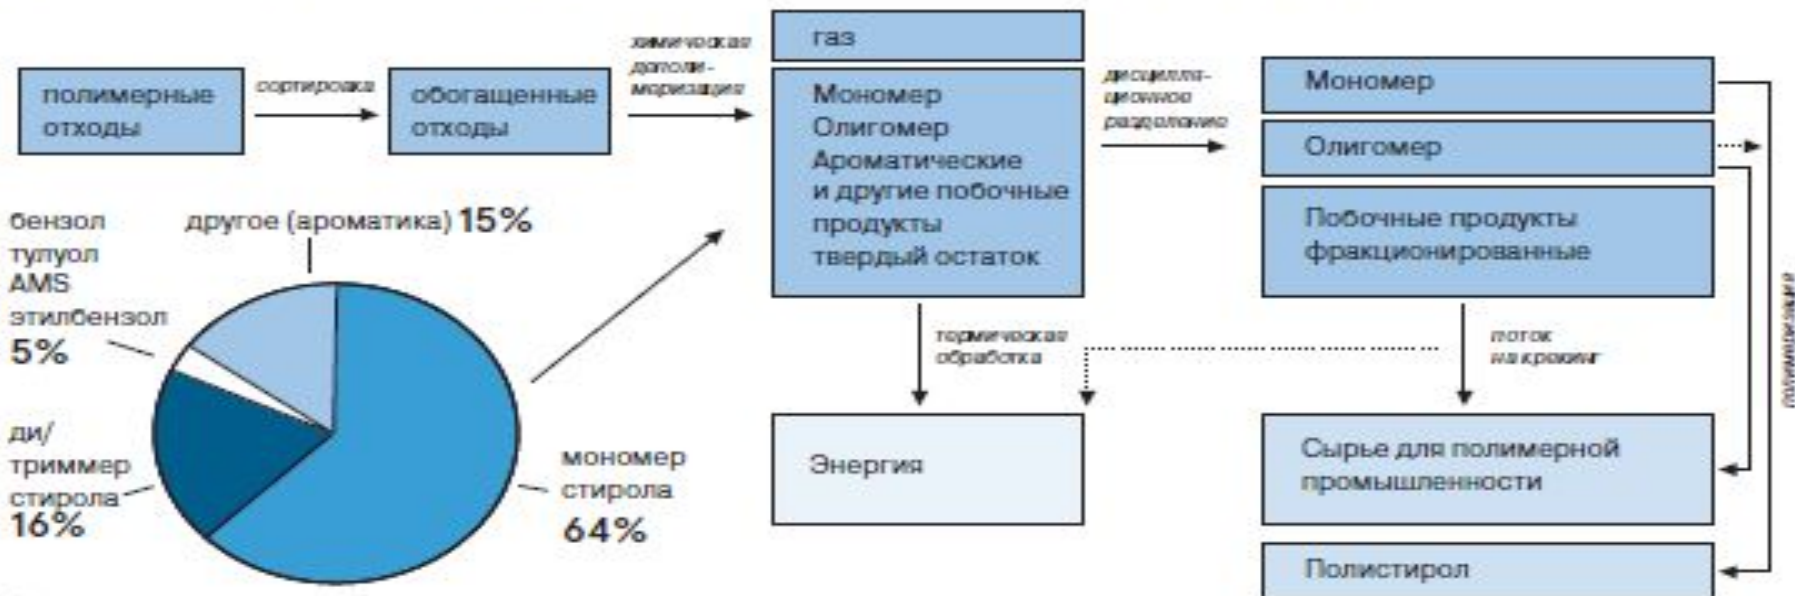 полимерные
отходы
сортировка
обогащенные
отходы
химическая
деполи-
меризация
газ
Мономер
Олигомер
Ароматические
и другие побочные
продукты
твердый остаток
дисцилля-
ционное
разделение
Мономер
Олигомер
Побочные продукты
фракционированные
полимеризация
бензол
тулуол
AMS
этилбензол
5%
другое (ароматика) 15%
ди/
триммер
стирола
16%
мономер
стирола
64%
термическая
обработка
поток
на крекинг
Энергия
Сырье для полимерной
промышленности
Полистирол